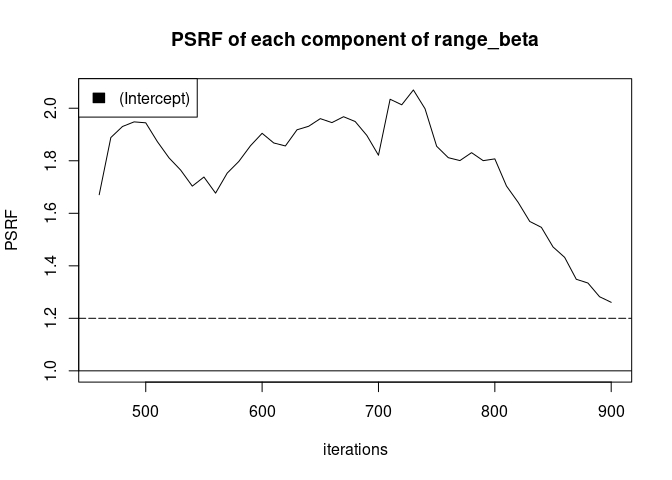 PSRF of each component of range_beta
(Intercept)
PSRF
2.0
1.8
1.6
1.4
1.2
1.0
500 600 700 800 900
iterations